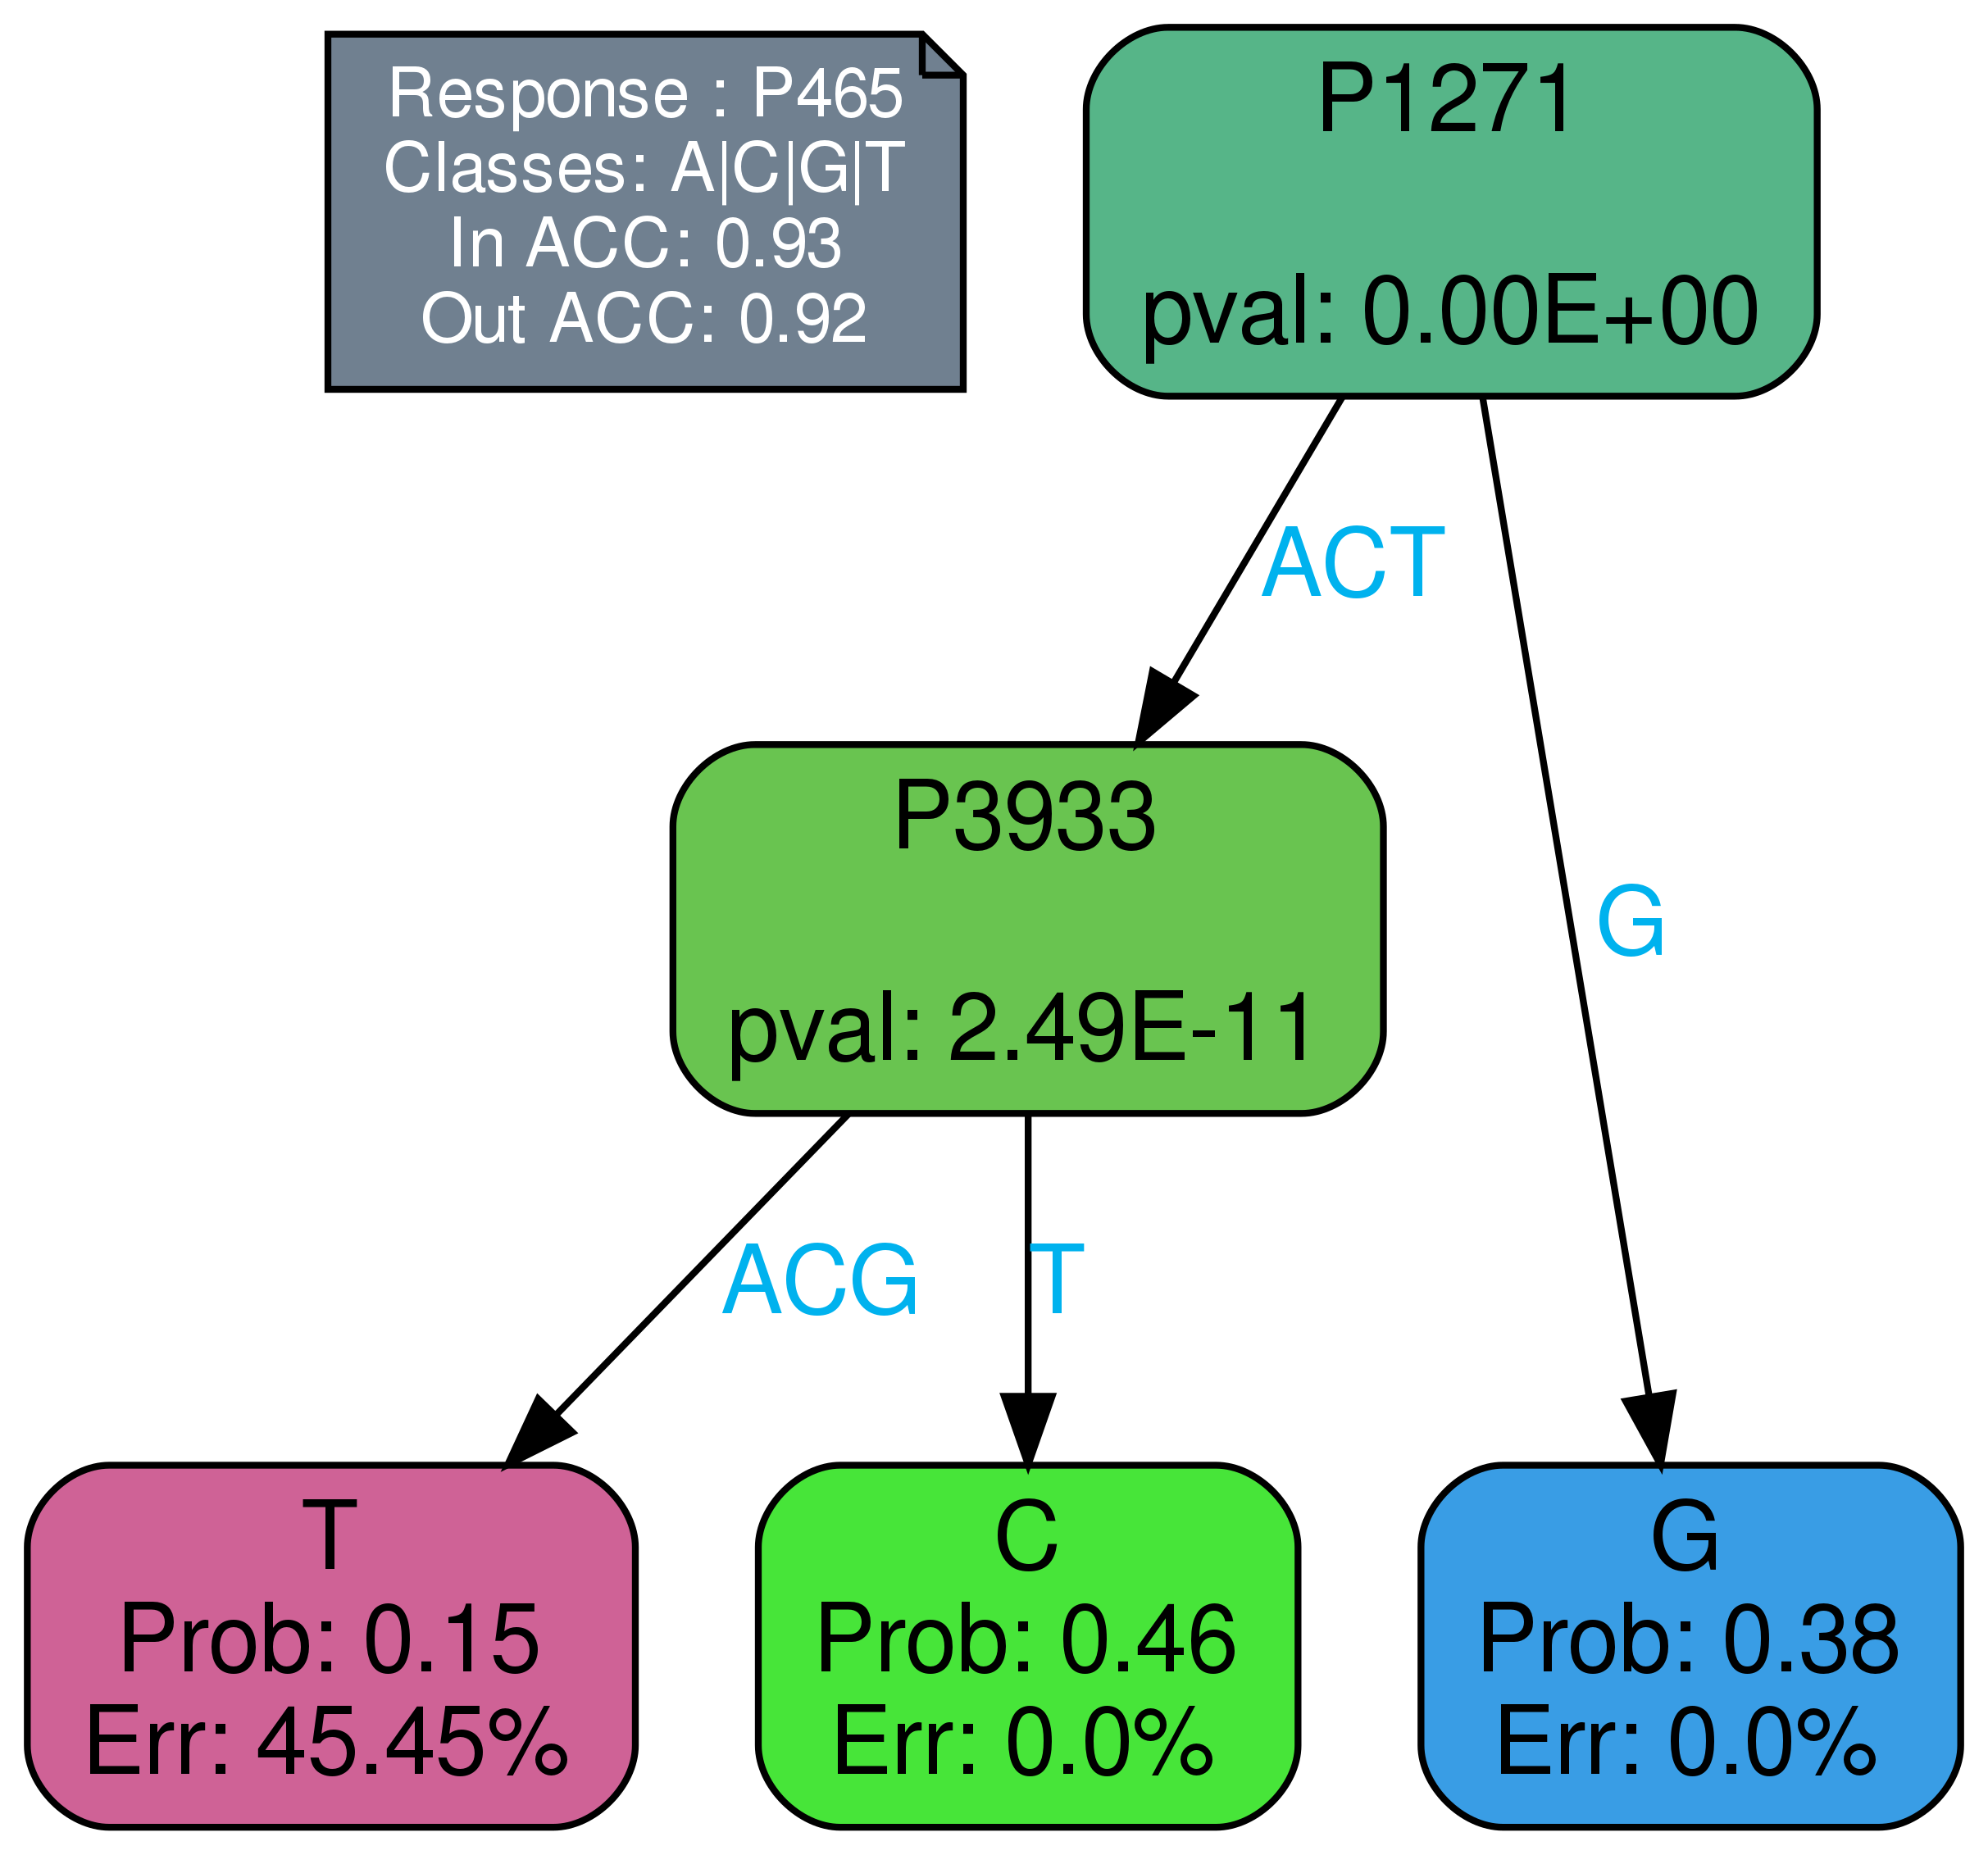 Response : P465
Classes: A|C|G|T
In ACC: 0.93
Out ACC: 0.92
P1271
pval: 0.00E+00
ACT
P3933
pval: 2.49E-11
G
ACG
T
T
Prob: 0.15
Err: 45.45%
C
Prob: 0.46
Err: 0.0%
G
Prob: 0.38
Err: 0.0%